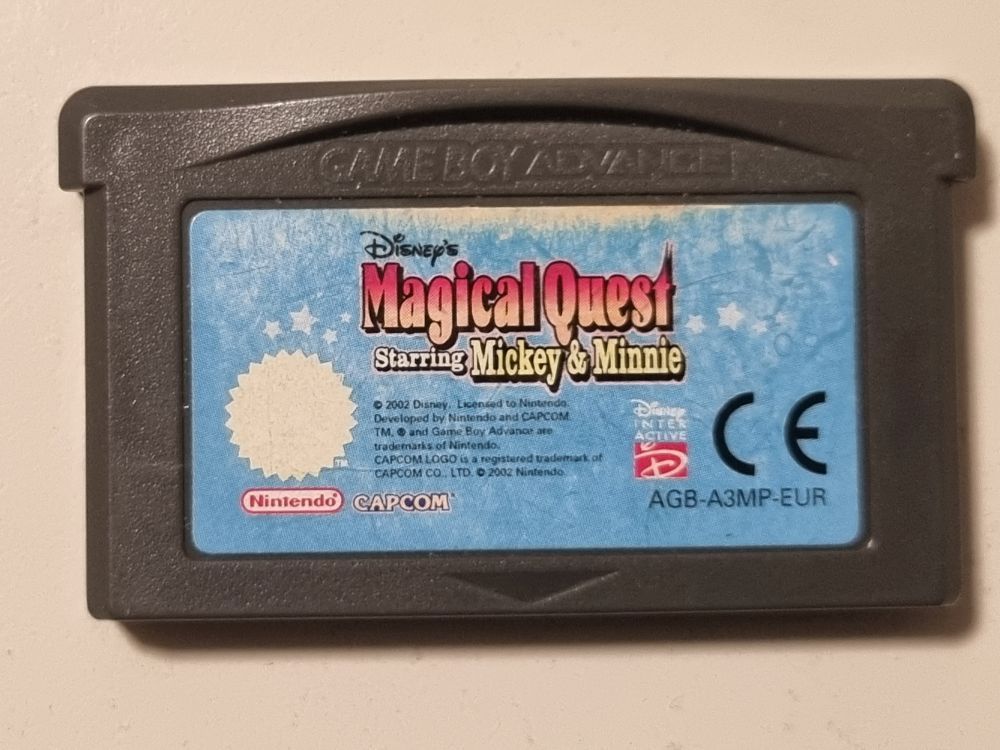 GAME BOY ADVANCE
Disney's
Magical Quest
Starring Mickey & Minnie
© 2002 Disney. Licensed to Nintendo.
Developed by Nintendo and CAPCOM.
TM, ® and Game Boy Advance are
trademarks of Nintendo.
CAPCOM LOGO is a registered trademark of
CAPCOM CO., LTD. © 2002 Nintendo.
TM
Nintendo®
CAPCOM®
Disney
INTER
ACTIVE
D
CE
AGB-A3MP-EUR